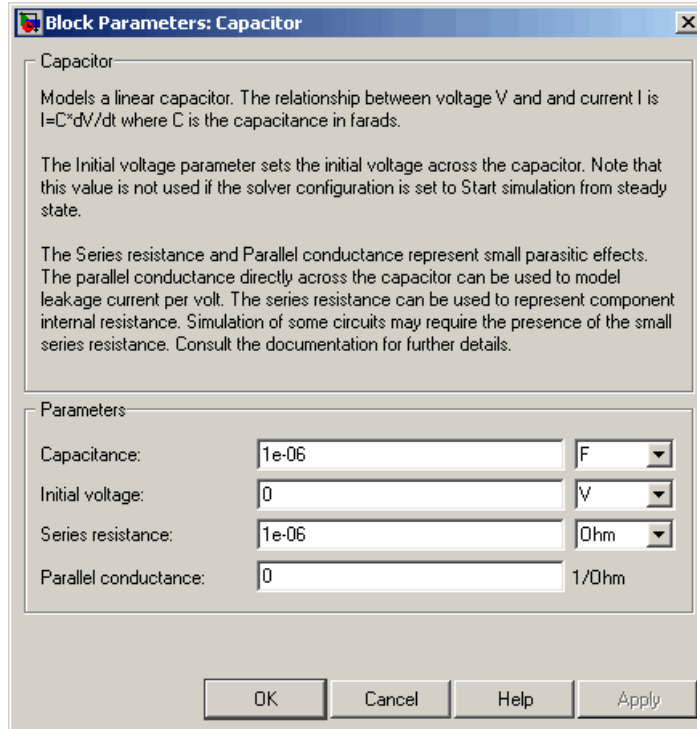 Block Parameters: Capacitor
Capacitor
Models a linear capacitor. The relationship between voltage V and and current I is
I=C*dV/dt where C is the capacitance in farads.
The Initial voltage parameter sets the initial voltage across the capacitor. Note that
this value is not used if the solver configuration is set to Start simulation from steady
state.
The Series resistance and Parallel conductance represent small parasitic effects.
The parallel conductance directly across the capacitor can be used to model
leakage current per volt. The series resistance can be used to represent component
internal resistance. Simulation of some circuits may require the presence of the small
series resistance. Consult the documentation for further details.
Parameters
Capacitance: 1e-06 F
Initial voltage: 0 V
Series resistance: 1e-06 Ohm
Parallel conductance: 0 1/Ohm
OK Cancel Help Apply